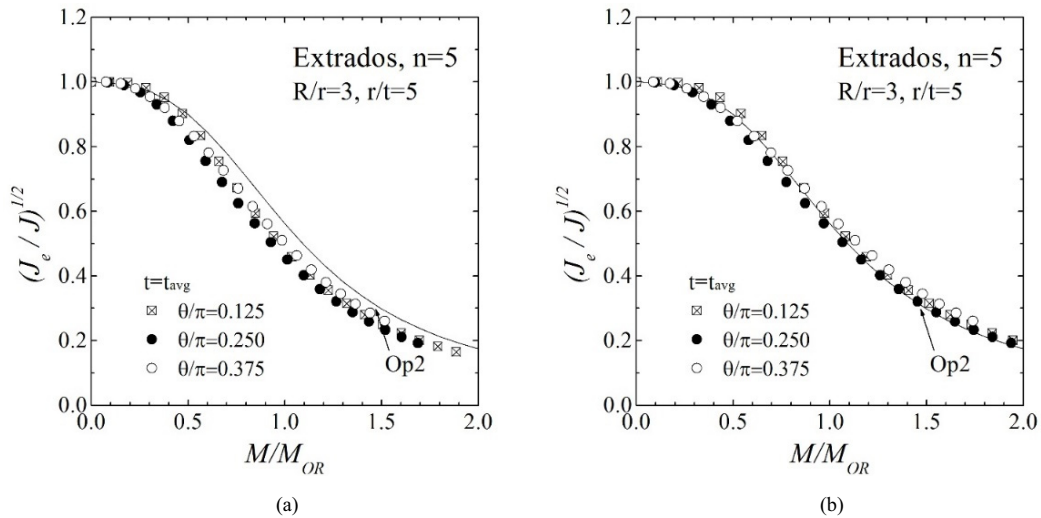 1.2
1.0
0.8
0.6
0.4
0.2
0.0
(J_e / J)^{1/2}
Extrados, n=5
R/r=3, r/t=5
t=t_avg
θ/π=0.125
θ/π=0.250
θ/π=0.375
Op2
0.0 0.5 1.0 1.5 2.0
M/M_OR
(a)
1.2
1.0
0.8
0.6
0.4
0.2
0.0
(J_e / J)^{1/2}
Extrados, n=5
R/r=3, r/t=5
t=t_avg
θ/π=0.125
θ/π=0.250
θ/π=0.375
Op2
0.0 0.5 1.0 1.5 2.0
M/M_OR
(b)